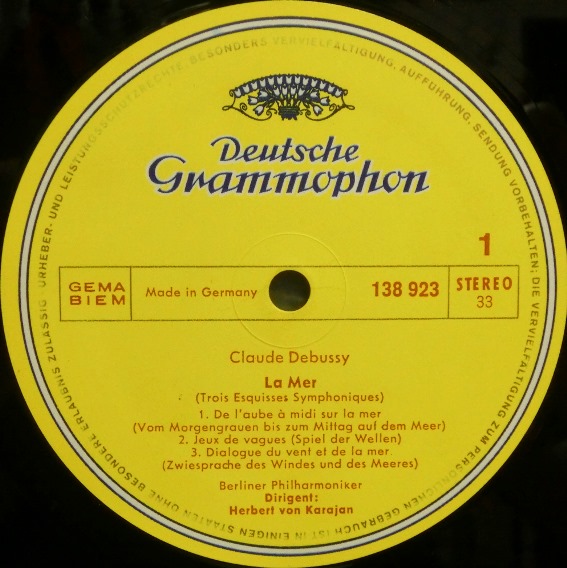 Deutsche
Grammophon
1
GEMA
BIEM
Made in Germany
138 923
STEREO
33
Claude Debussy
La Mer
(Trois Esquisses Symphoniques)
1. De l'aube à midi sur la mer
(Vom Morgengrauen bis zum Mittag auf dem Meer)
2. Jeux de vagues (Spiel der Wellen)
3. Dialogue du vent et de la mer
(Zwiesprache des Windes und des Meeres)
Berliner Philharmoniker
Dirigent:
Herbert von Karajan
URHEBER- UND LEISTUNGSSCHUTZRECHTE, BESONDERS VERVIELFÄLTIGUNG, AUFFÜHRUNG, SENDUNG VORBEHALTEN; DIE VERVIELFÄLTIGUNG ZUM PERSÖNLICHEN GEBRAUCH IST IN EINIGEN STAATEN OHNE BESONDERE ERLAUBNIS ZULÄSSIG